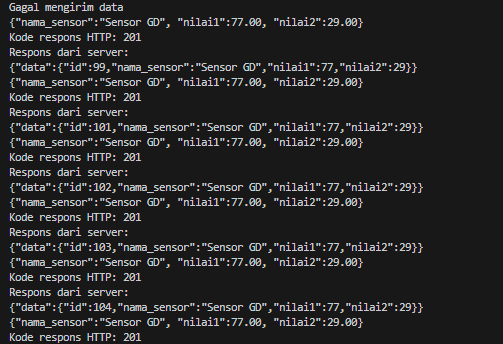 Gagal mengirim data
{"nama_sensor":"Sensor GD", "nilai1":77.00, "nilai2":29.00}
Kode respons HTTP: 201
Respons dari server:
{"data":{"id":99,"nama_sensor":"Sensor GD","nilai1":77,"nilai2":29}}
{"nama_sensor":"Sensor GD", "nilai1":77.00, "nilai2":29.00}
Kode respons HTTP: 201
Respons dari server:
{"data":{"id":101,"nama_sensor":"Sensor GD","nilai1":77,"nilai2":29}}
{"nama_sensor":"Sensor GD", "nilai1":77.00, "nilai2":29.00}
Kode respons HTTP: 201
Respons dari server:
{"data":{"id":102,"nama_sensor":"Sensor GD","nilai1":77,"nilai2":29}}
{"nama_sensor":"Sensor GD", "nilai1":77.00, "nilai2":29.00}
Kode respons HTTP: 201
Respons dari server:
{"data":{"id":103,"nama_sensor":"Sensor GD","nilai1":77,"nilai2":29}}
{"nama_sensor":"Sensor GD", "nilai1":77.00, "nilai2":29.00}
Kode respons HTTP: 201
Respons dari server:
{"data":{"id":104,"nama_sensor":"Sensor GD","nilai1":77,"nilai2":29}}
{"nama_sensor":"Sensor GD", "nilai1":77.00, "nilai2":29.00}
Kode respons HTTP: 201